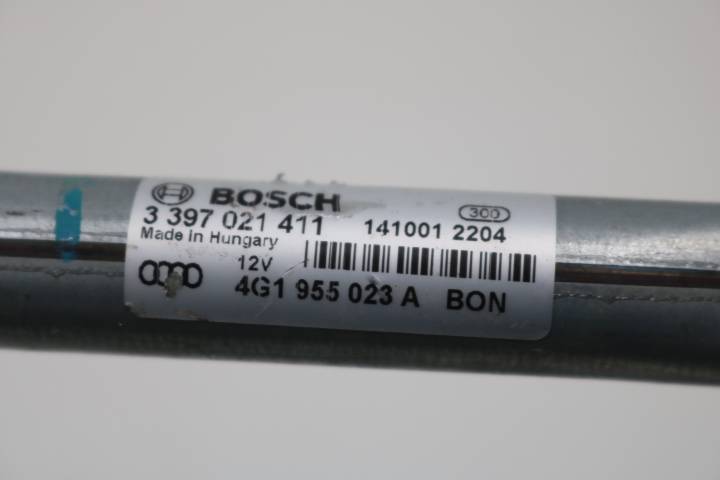 BOSCH
300
3 397 021 411 141001 2204
Made in Hungary
12V
4G1 955 023 A BON